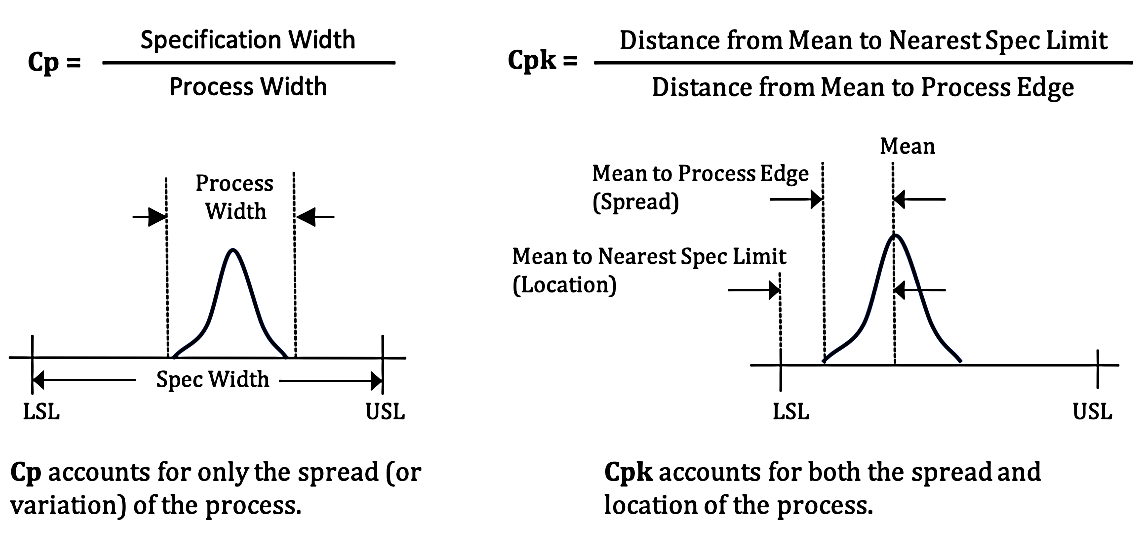 Cp =
Specification Width
Process Width
Cpk =
Distance from Mean to Nearest Spec Limit
Distance from Mean to Process Edge
Process
Width
Spec Width
LSL
USL
Cp accounts for only the spread (or
variation) of the process.
Mean
Mean to Process Edge
(Spread)
Mean to Nearest Spec Limit
(Location)
LSL
USL
Cpk accounts for both the spread and
location of the process.